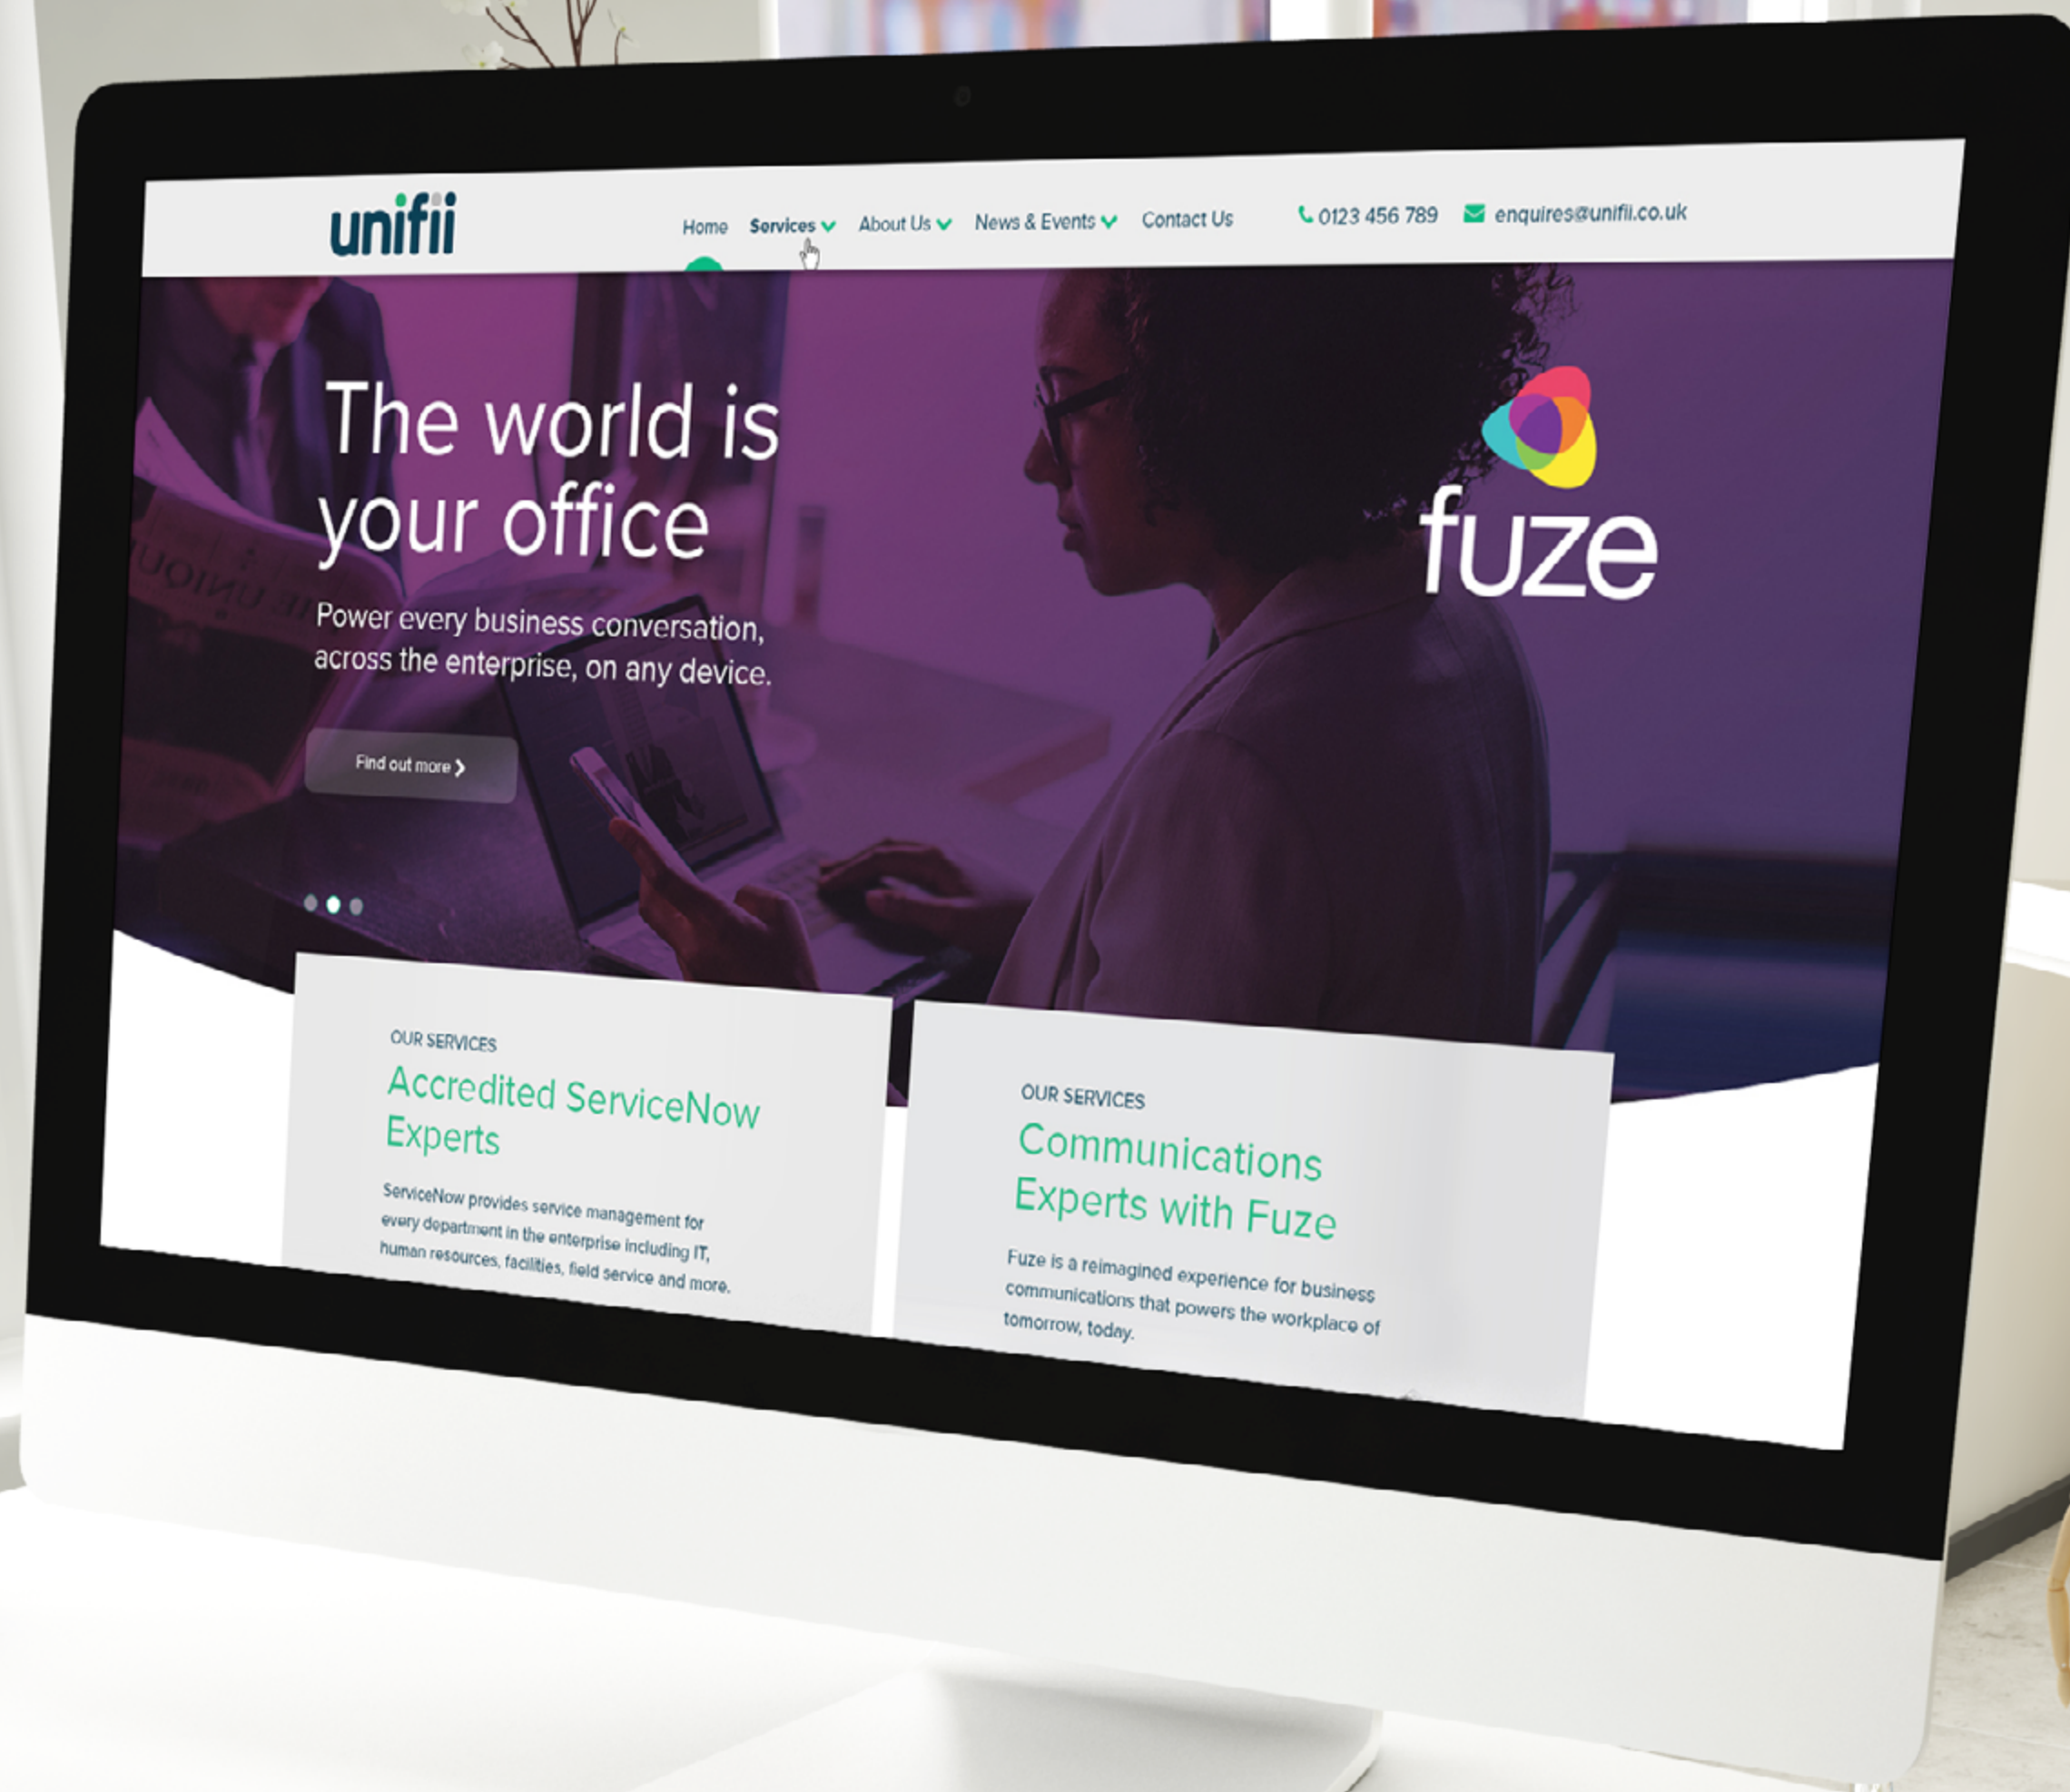 unifii
Home Services About Us News & Events Contact Us 0123 456 789 enquires@unifii.co.uk
The world is
your office
Power every business conversation,
across the enterprise, on any device.
Find out more
fuze
OUR SERVICES
Accredited ServiceNow
Experts
ServiceNow provides service management for
every department in the enterprise including IT,
human resources, facilities, field service and more.
OUR SERVICES
Communications
Experts with Fuze
Fuze is a reimagined experience for business
communications that powers the workplace of
tomorrow, today.